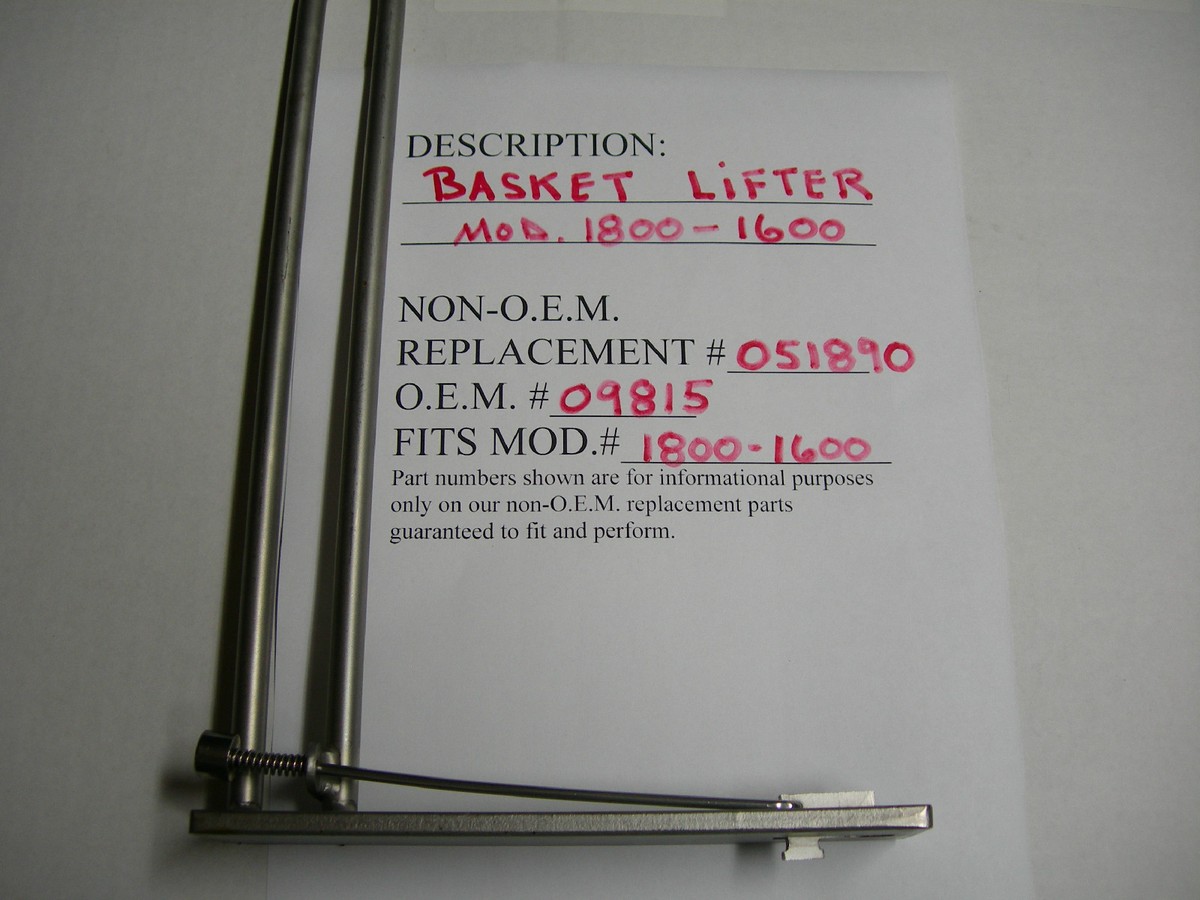 DESCRIPTION:
BASKET LiFTER
MOD. 1800-1600
NON-O.E.M.
REPLACEMENT # 051890
O.E.M. # 09815
FITS MOD.# 1800-1600
Part numbers shown are for informational purposes
only on our non-O.E.M. replacement parts
guaranteed to fit and perform.